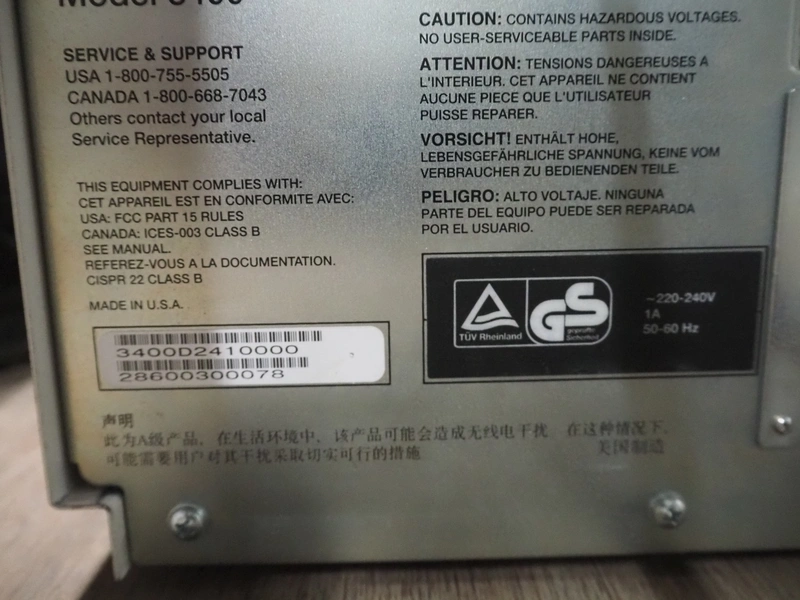 SERVICE & SUPPORT
USA 1-800-755-5505
CANADA 1-800-668-7043
Others contact your local
Service Representative.
THIS EQUIPMENT COMPLIES WITH:
CET APPAREIL EST EN CONFORMITE AVEC:
USA: FCC PART 15 RULES
CANADA: ICES-003 CLASS B
SEE MANUAL.
REFEREZ-VOUS A LA DOCUMENTATION.
CISPR 22 CLASS B
MADE IN U.S.A.
3400D2410000
28600300078
CAUTION: CONTAINS HAZARDOUS VOLTAGES.
NO USER-SERVICEABLE PARTS INSIDE.
ATTENTION: TENSIONS DANGEREUSES A
L'INTERIEUR. CET APPAREIL NE CONTIENT
AUCUNE PIECE QUE L'UTILISATEUR
PUISSE REPARER.
VORSICHT! ENTHÂLT HOHE,
LEBENSGEFÄHRLICHE SPANNUNG, KEINE VOM
VERBRAUCHER ZU BEDIENENDEN TEILE.
PELIGRO: ALTO VOLTAJE. NINGUNA
PARTE DEL EQUIPO PUEDE SER REPARADA
POR EL USUARIO.
TÜV Rheinland
GS
geprüfte
Sicherheit
~220-240V
1A
50-60 Hz
声明
此为A级产品，在生活环境中，该产品可能会造成无线电干扰 在这种情况下，
可能需要用户对其干扰采取切实可行的措施
美国制造